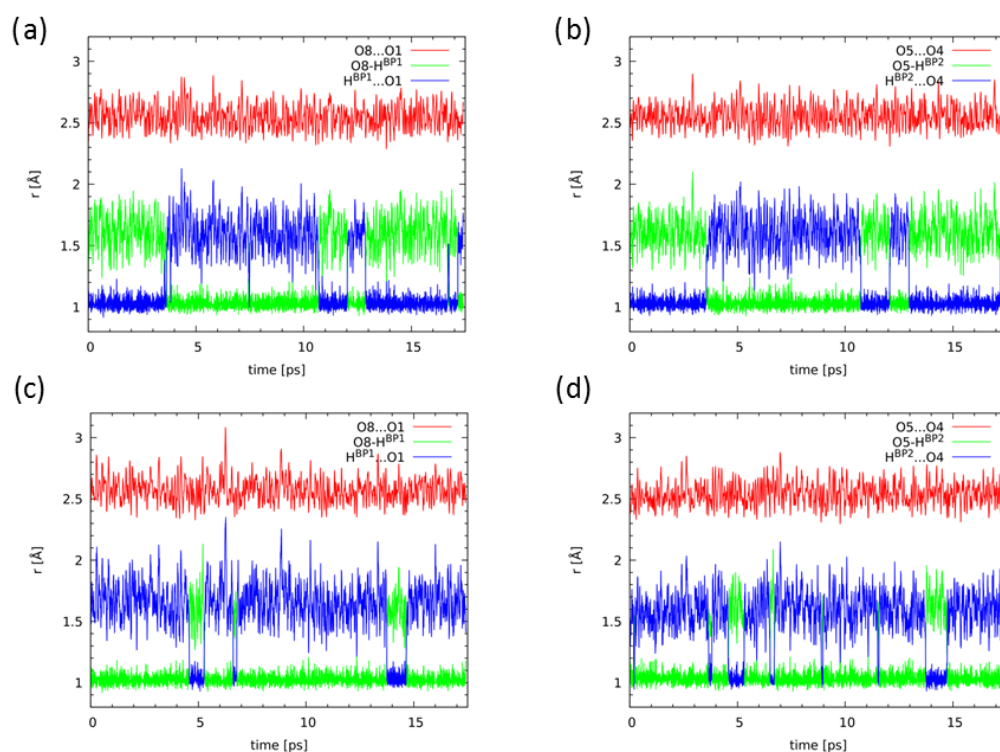 (a)
O8...O1
O8-H^BP1
H^BP1...O1
3
2.5
2
1.5
1
r [Å]
0 5 10 15
time [ps]
(b)
O5...O4
O5-H^BP2
H^BP2...O4
3
2.5
2
1.5
1
r [Å]
0 5 10 15
time [ps]
(c)
O8...O1
O8-H^BP1
H^BP1...O1
3
2.5
2
1.5
1
r [Å]
0 5 10 15
time [ps]
(d)
O5...O4
O5-H^BP2
H^BP2...O4
3
2.5
2
1.5
1
r [Å]
0 5 10 15
time [ps]